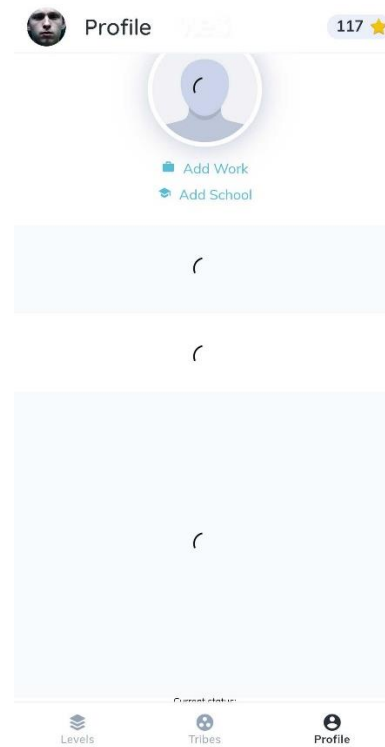 Profile
117
Add Work
Add School
Current status:
Levels
Tribes
Profile